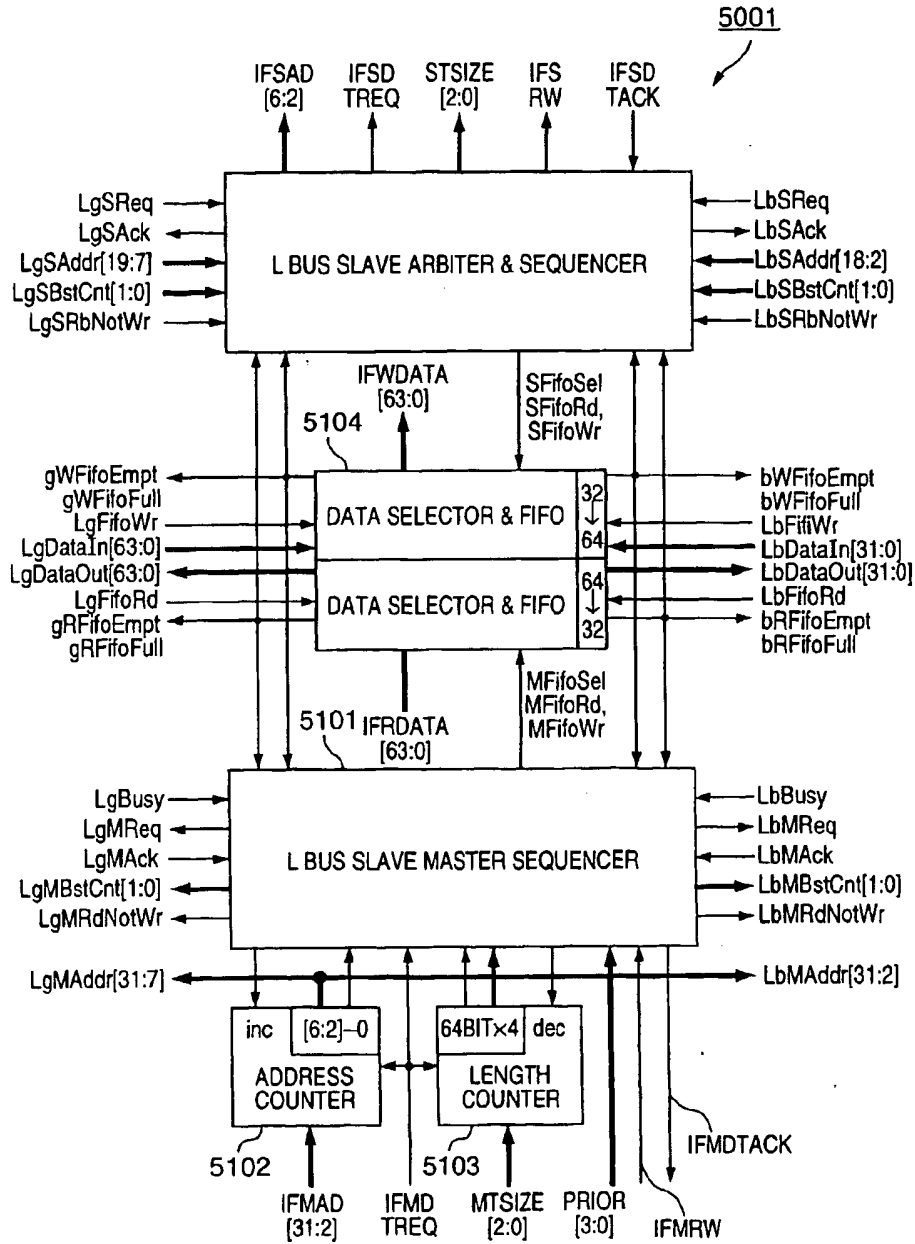 5001
IFSAD
[6:2]
IFSD
TREQ
STSIZE
[2:0]
IFS
RW
IFSD
TACK
LgSReq
LgSAck
LgSAddr[19:7]
LgSBstCnt[1:0]
LgSRbNotWr
L BUS SLAVE ARBITER & SEQUENCER
LbSReq
LbSAck
LbSAddr[18:2]
LbSBstCnt[1:0]
LbSRbNotWr
IFWDATA
[63:0]
SFifoSel
SFifoRd,
SFifoWr
5104
gWFifoEmpt
gWFifoFull
LgFifoWr
LgDataIn[63:0]
LgDataOut[63:0]
LgFifoRd
gRFifoEmpt
gRFifoFull
DATA SELECTOR & FIFO
32
64
DATA SELECTOR & FIFO
64
32
bWFifoEmpt
bWFifoFull
LbFifiWr
LbDataIn[31:0]
LbDataOut[31:0]
LbFifoRd
bRFifoEmpt
bRFifoFull
5101
IFRDATA
[63:0]
MFifoSel
MFifoRd,
MFifoWr
LgBusy
LgMReq
LgMAck
LgMBstCnt[1:0]
LgMRdNotWr
L BUS SLAVE MASTER SEQUENCER
LbBusy
LbMReq
LbMAck
LbMBstCnt[1:0]
LbMRdNotWr
LgMAddr[31:7]
LbMAddr[31:2]
inc
[6:2]-0
ADDRESS
COUNTER
64BIT×4
dec
LENGTH
COUNTER
5102
5103
IFMDTACK
IFMAD
[31:2]
IFMD
TREQ
MTSIZE
[2:0]
PRIOR
[3:0]
IFMRW